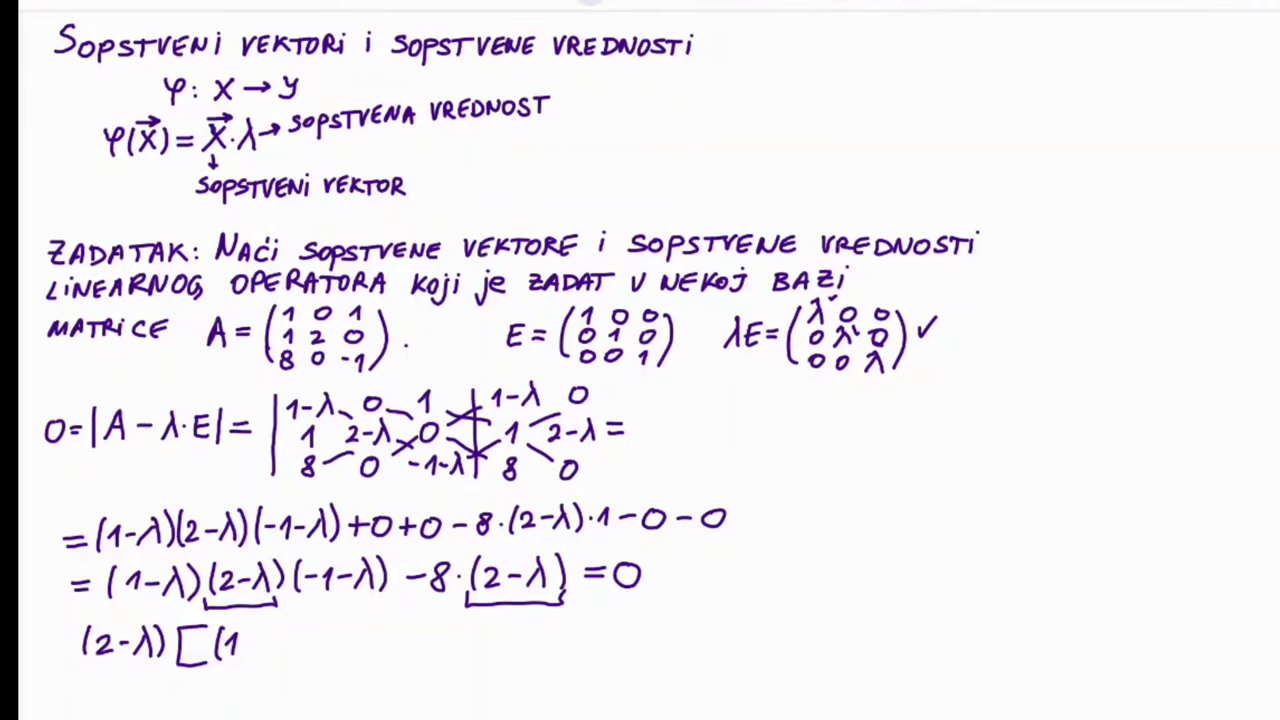 SOPSTVENI VEKTORI I SOPSTVENE VREDNOSTI
φ: X → Y
φ(X⃗) = X⃗·λ → SOPSTVENA VREDNOST
↓
SOPSTVENI VEKTOR
ZADATAK: NAĆI SOPSTVENE VEKTORE I SOPSTVENE VREDNOSTI
LINEARNOG OPERATORA KOJI JE ZADAT U NEKOJ BAZI
MATRICE A = (1 0 1 / 1 2 0 / 8 0 -1). E = (1 0 0 / 0 1 0 / 0 0 1) λE = (λ 0 0 / 0 λ 0 / 0 0 λ) ✓
0 = |A - λ·E| = |1-λ 0 1 / 1 2-λ 0 / 8 0 -1-λ| 1-λ 0 / 1 2-λ / 8 0 =
= (1-λ)(2-λ)(-1-λ) + 0 + 0 - 8·(2-λ)·1 - 0 - 0
= (1-λ)(2-λ)(-1-λ) - 8·(2-λ) = 0
(2-λ) [(1